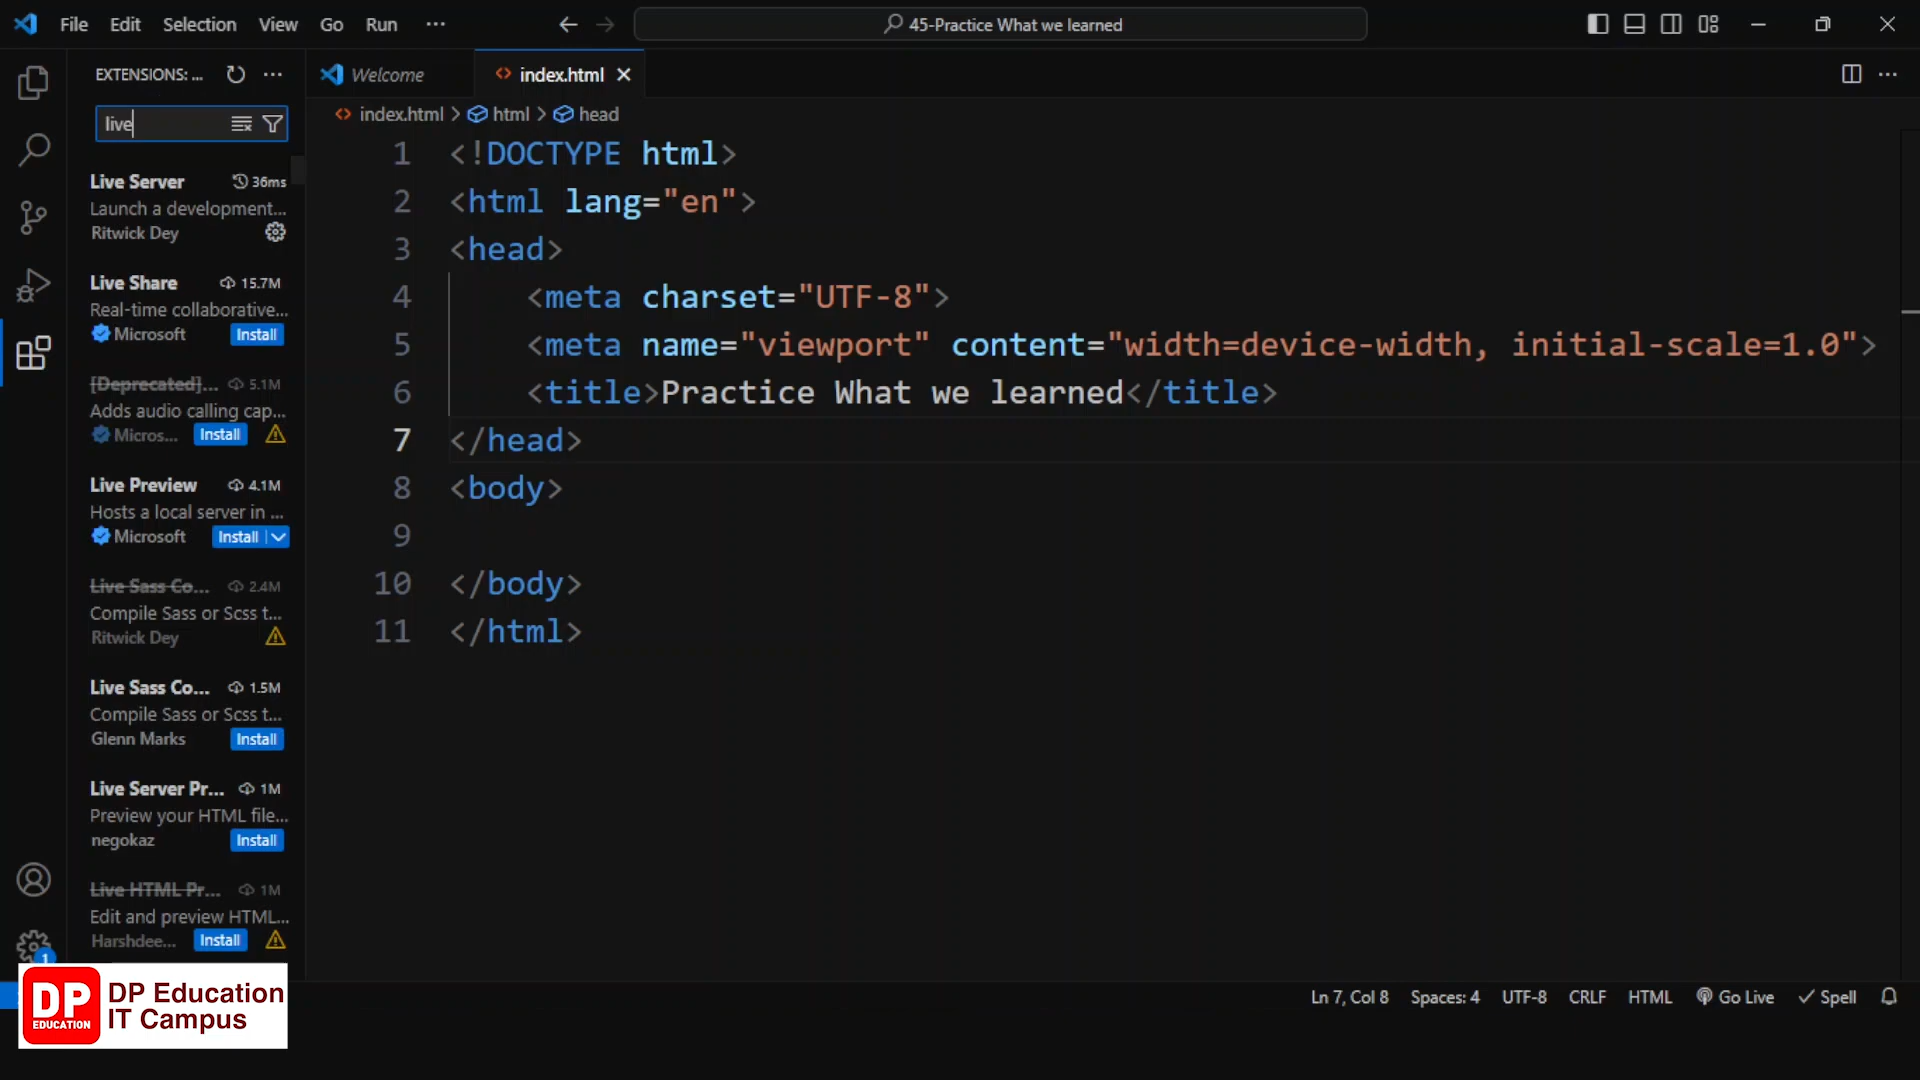 File Edit Selection View Go Run ···
45-Practice What we learned
EXTENSIONS: ...
live
Live Server 36ms
Launch a development...
Ritwick Dey
Live Share 15.7M
Real-time collaborative...
Microsoft Install
[Deprecated]... 5.1M
Adds audio calling cap...
Micros... Install
Live Preview 4.1M
Hosts a local server in ...
Microsoft Install
Live Sass Co... 2.4M
Compile Sass or Scss t...
Ritwick Dey
Live Sass Co... 1.5M
Compile Sass or Scss t...
Glenn Marks Install
Live Server Pr... 1M
Preview your HTML file...
negokaz Install
Live HTML Pr... 1M
Edit and preview HTML...
Harshdee... Install
1
Welcome index.html
index.html > html > head
1 <!DOCTYPE html>
2 <html lang="en">
3 <head>
4 <meta charset="UTF-8">
5 <meta name="viewport" content="width=device-width, initial-scale=1.0">
6 <title>Practice What we learned</title>
7 </head>
8 <body>
9
10 </body>
11 </html>
DP EDUCATION
DP Education
IT Campus
Ln 7, Col 8 Spaces: 4 UTF-8 CRLF HTML Go Live Spell